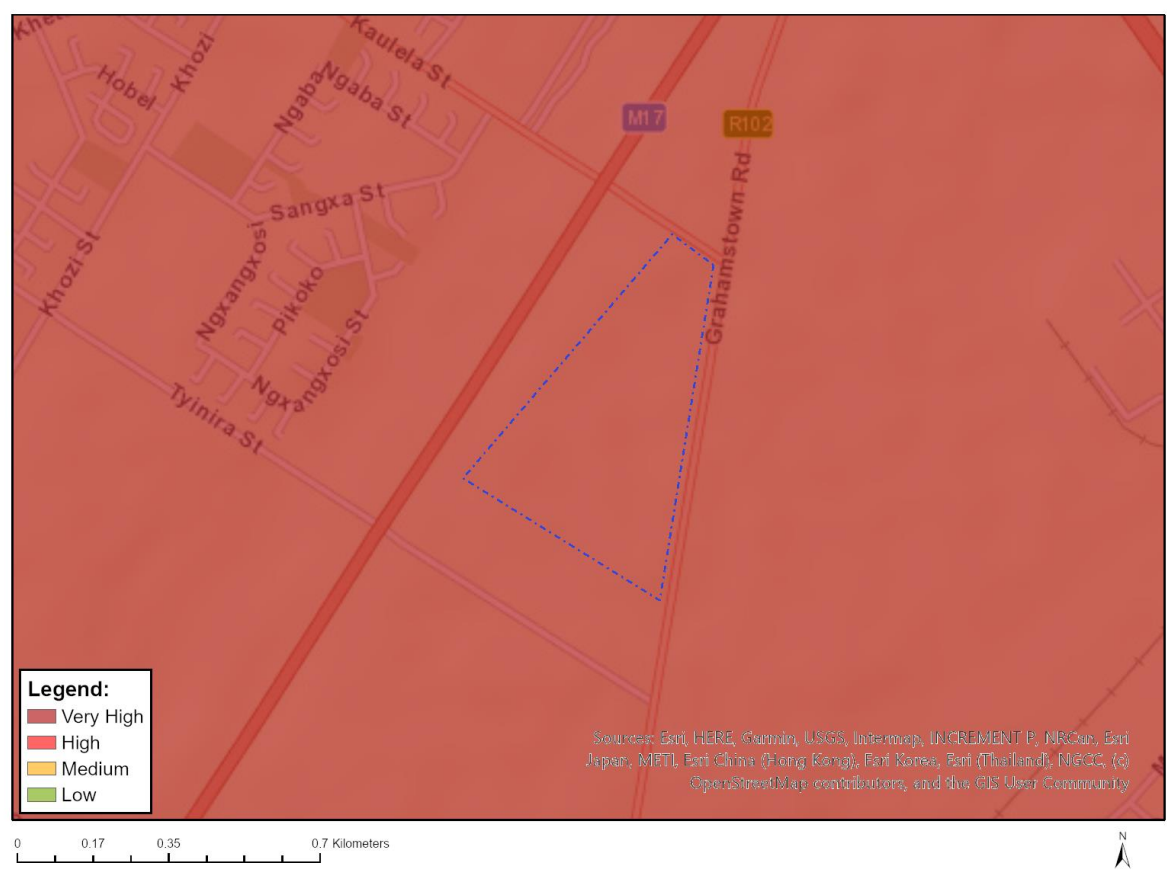 Khe
Kaulela St
Hobel
Khozi
Ngaba
Ngaba St
M17
R102
Sangxa St
Grahamstown Rd
Khozi St
Ngxangxosi
Pikoko
Ngxangxosi St
Tyinira St
Legend:
Very High
High
Medium
Low
Sources: Esri, HERE, Garmin, USGS, Intermap, INCREMENT P, NRCan, Esri
Japan, METI, Esri China (Hong Kong), Esri Korea, Esri (Thailand), NGCC, (c)
OpenStreetMap contributors, and the GIS User Community
M
0 0.17 0.35 0.7 Kilometers
N